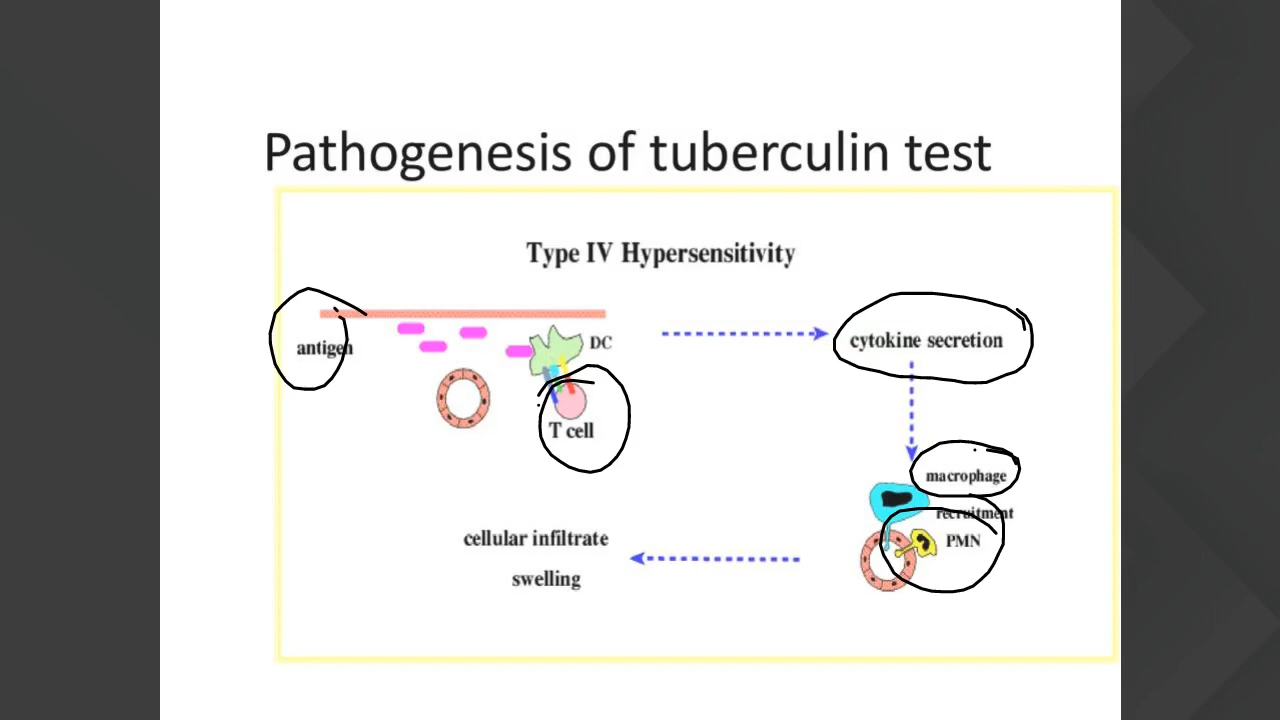 Pathogenesis of tuberculin test
Type IV Hypersensitivity
antigen
DC
T cell
cytokine secretion
macrophage
recruitment
PMN
cellular infiltrate
swelling